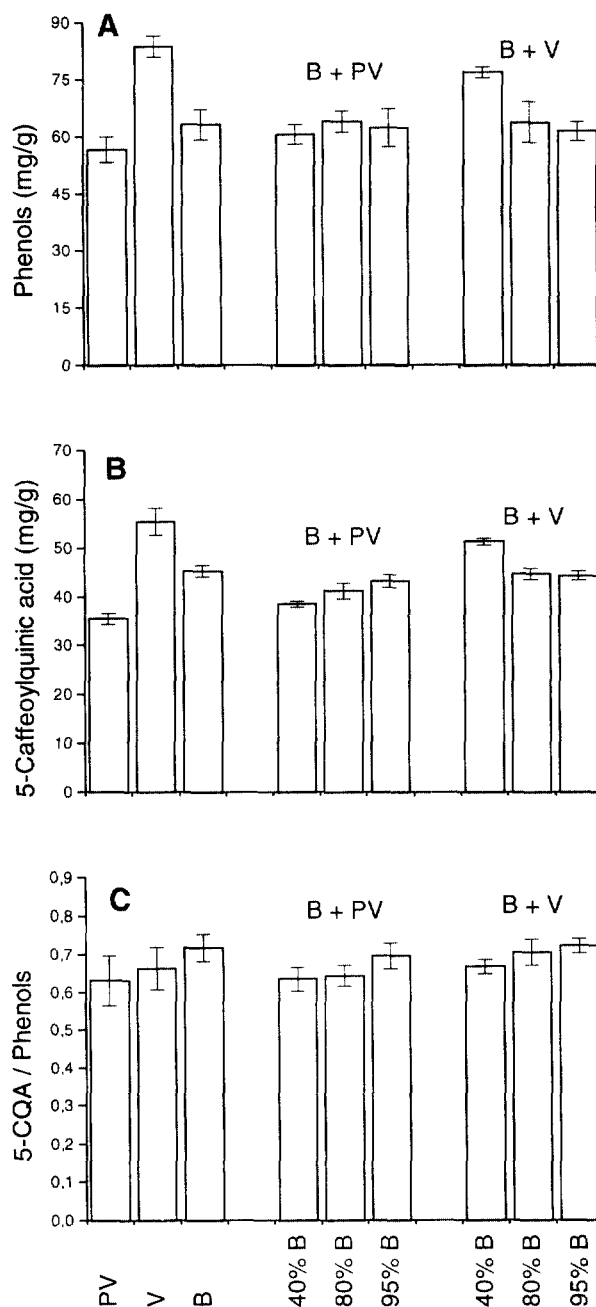 A
Phenols (mg/g)
90
75
60
45
30
15
0
B + PV
B + V
B
5-Caffeoylquinic acid (mg/g)
70
60
50
40
30
20
10
0
B + PV
B + V
C
5-CQA / Phenols
0,9
0,8
0,7
0,6
0,5
0,4
0,3
0,2
0,1
0,0
B + PV
B + V
PV
V
B
40% B
80% B
95% B
40% B
80% B
95% B